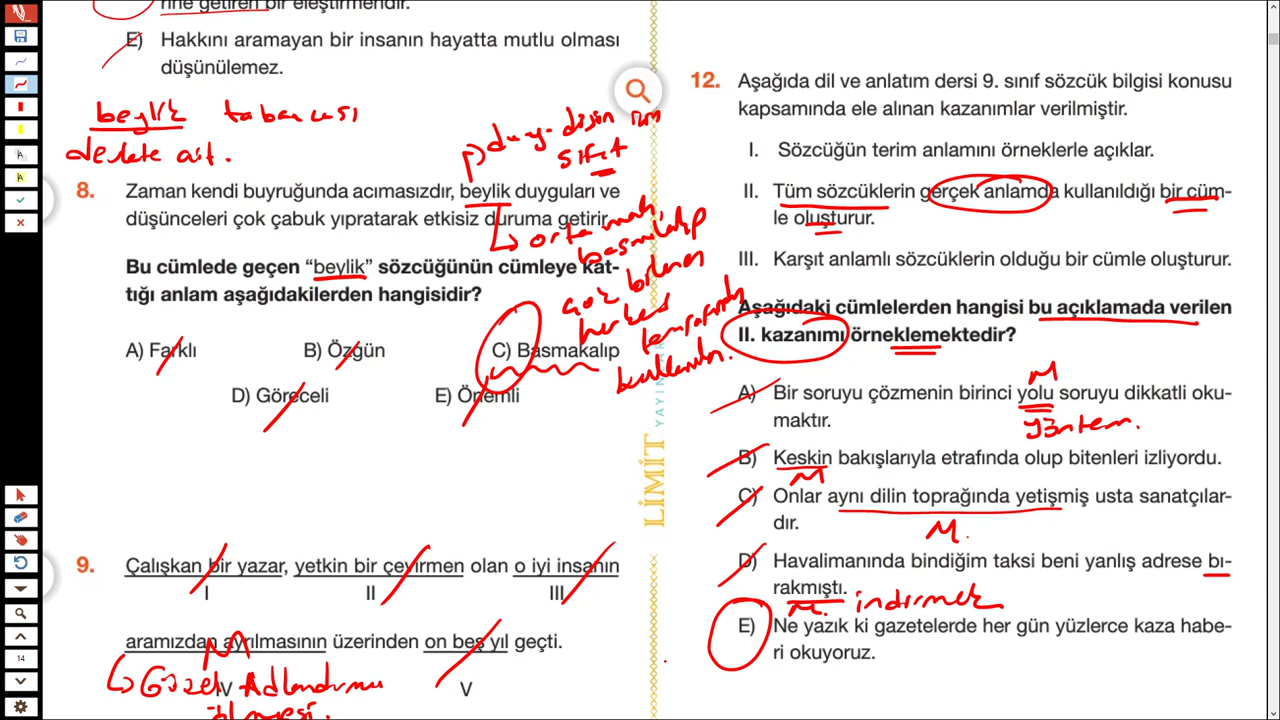 rine getiren bir eleştirmendir.
E) Hakkını aramayan bir insanın hayatta mutlu olması
düşünülemez.
beylik tabancası
devlete ait.
8. Zaman kendi buyruğunda acımasızdır, beylik duyguları ve
düşünceleri çok çabuk yıpratarak etkisiz duruma getirir.
Bu cümlede geçen “beylik” sözcüğünün cümleye kat-
tığı anlam aşağıdakilerden hangisidir?
A) Farklı B) Özgün C) Basmakalıp
D) Göreceli E) Önemli
sıfat
orta malı
basmakalıp
çok bilinen
herkes
tarafından
kullanılan.
9. Çalışkan bir yazar, yetkin bir çevirmen olan o iyi insanın
I II III
aramızdan ayrılmasının üzerinden on beş yıl geçti.
M
IV V
Güzel Adlandırma
LİMİT YAYINLARI
12. Aşağıda dil ve anlatım dersi 9. sınıf sözcük bilgisi konusu
kapsamında ele alınan kazanımlar verilmiştir.
I. Sözcüğün terim anlamını örneklerle açıklar.
II. Tüm sözcüklerin gerçek anlamda kullanıldığı bir cüm-
le oluşturur.
III. Karşıt anlamlı sözcüklerin olduğu bir cümle oluşturur.
Aşağıdaki cümlelerden hangisi bu açıklamada verilen
II. kazanımı örneklemektedir?
M
A) Bir soruyu çözmenin birinci yolu soruyu dikkatli oku-
maktır.
yöntem.
B) Keskin bakışlarıyla etrafında olup bitenleri izliyordu.
M
C) Onlar aynı dilin toprağında yetişmiş usta sanatçılar-
dır.
M.
D) Havalimanında bindiğim taksi beni yanlış adrese bı-
rakmıştı.
M. indirmek
E) Ne yazık ki gazetelerde her gün yüzlerce kaza habe-
ri okuyoruz.
14